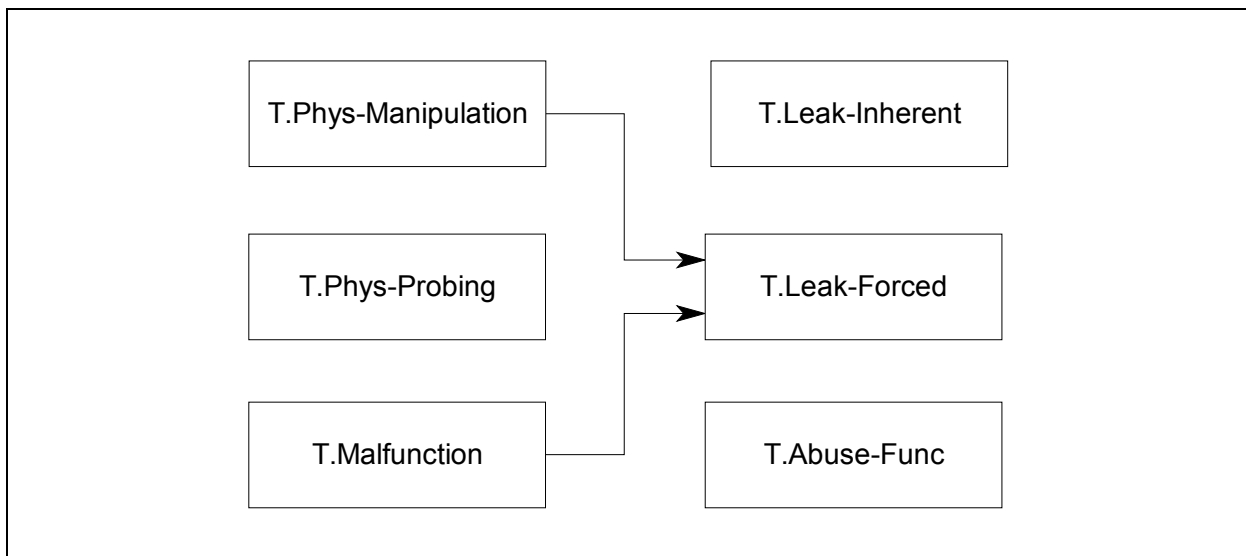 T.Phys-Manipulation
T.Leak-Inherent
T.Phys-Probing
T.Leak-Forced
T.Malfunction
T.Abuse-Func